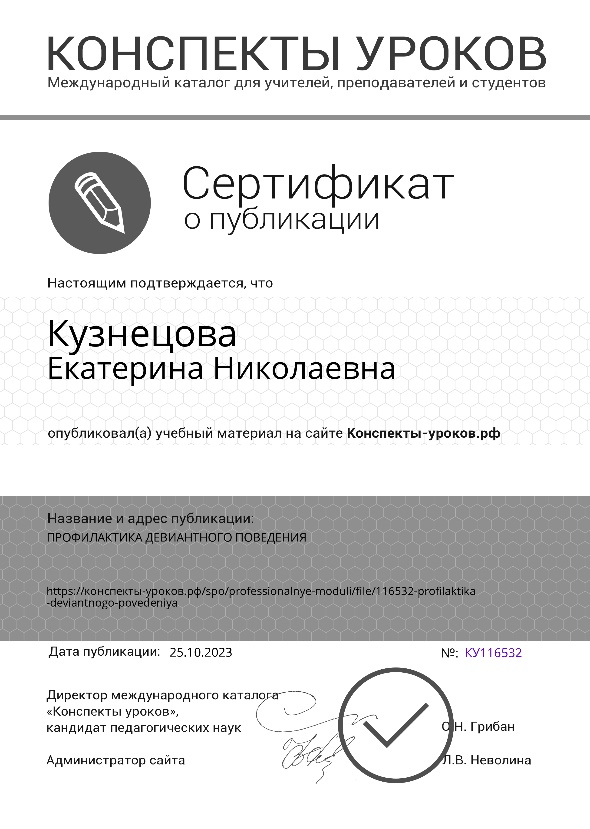 КОНСПЕКТЫ УРОКОВ
Международный каталог для учителей, преподавателей и студентов
Сертификат
о публикации
Настоящим подтверждается, что
Кузнецова
Екатерина Николаевна
опубликовал(а) учебный материал на сайте Конспекты-уроков.рф
Название и адрес публикации:
ПРОФИЛАКТИКА ДЕВИАНТНОГО ПОВЕДЕНИЯ
https://конспекты-уроков.рф/spo/professionalnye-moduli/file/116532-profilaktika
-deviantnogo-povedeniya
Дата публикации: 25.10.2023 №: КУ116532
Директор международного каталога
«Конспекты уроков»,
кандидат педагогических наук О.Н. Грибан
Администратор сайта Л.В. Неволина